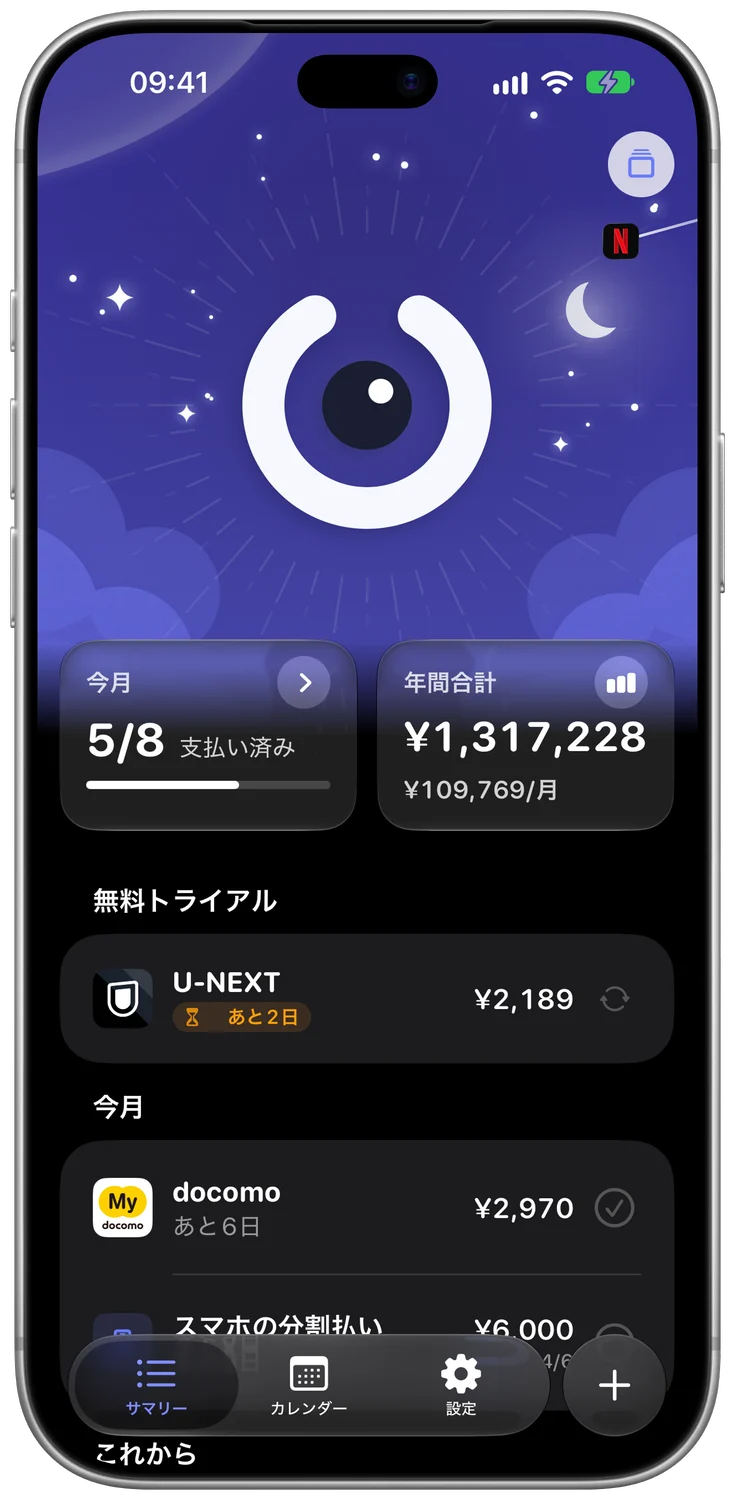 09:41
N
今月
5/8 支払い済み
年間合計
¥1,317,228
¥109,769/月
無料トライアル
U-NEXT
あと2日
¥2,189
今月
My
docomo
docomo
あと6日
¥2,970
スマホの分割払い
¥6,000
4/6
サマリー
カレンダー
設定
これから